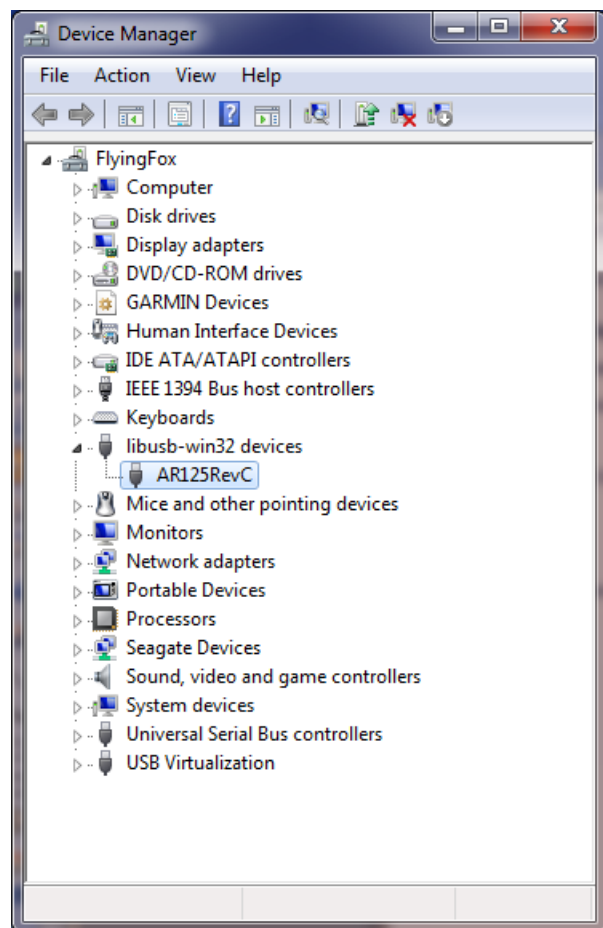 Device Manager
File Action View Help
FlyingFox
Computer
Disk drives
Display adapters
DVD/CD-ROM drives
GARMIN Devices
Human Interface Devices
IDE ATA/ATAPI controllers
IEEE 1394 Bus host controllers
Keyboards
libusb-win32 devices
AR125RevC
Mice and other pointing devices
Monitors
Network adapters
Portable Devices
Processors
Seagate Devices
Sound, video and game controllers
System devices
Universal Serial Bus controllers
USB Virtualization